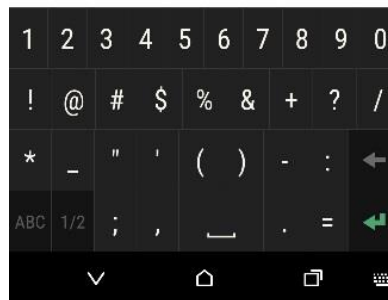 1 2 3 4 5 6 7 8 9 0
! @ # $ % & + ? /
* _ " ' ( ) - :
ABC 1/2 ; , . =